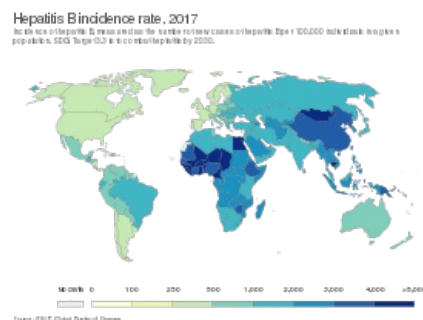 Hepatitis B incidence rate, 2017
Incidence of hepatitis B, measured as the number of new cases of hepatitis B per 100,000 individuals in a given
population. SDG Target 3.3 is to combat hepatitis by 2030.
No data 0 100 250 500 1,000 2,000 3,000 4,000 >5,000
Source: IHME, Global Burden of Disease